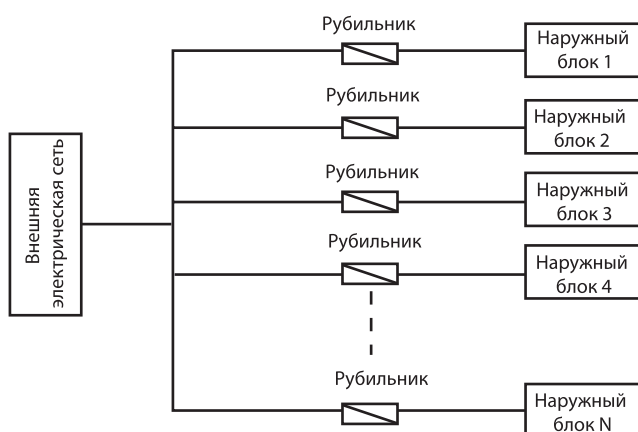 Рубильник
Наружный
блок 1
Рубильник
Наружный
блок 2
Рубильник
Наружный
блок 3
Внешняя
электрическая сеть
Рубильник
Наружный
блок 4
Рубильник
Наружный
блок N